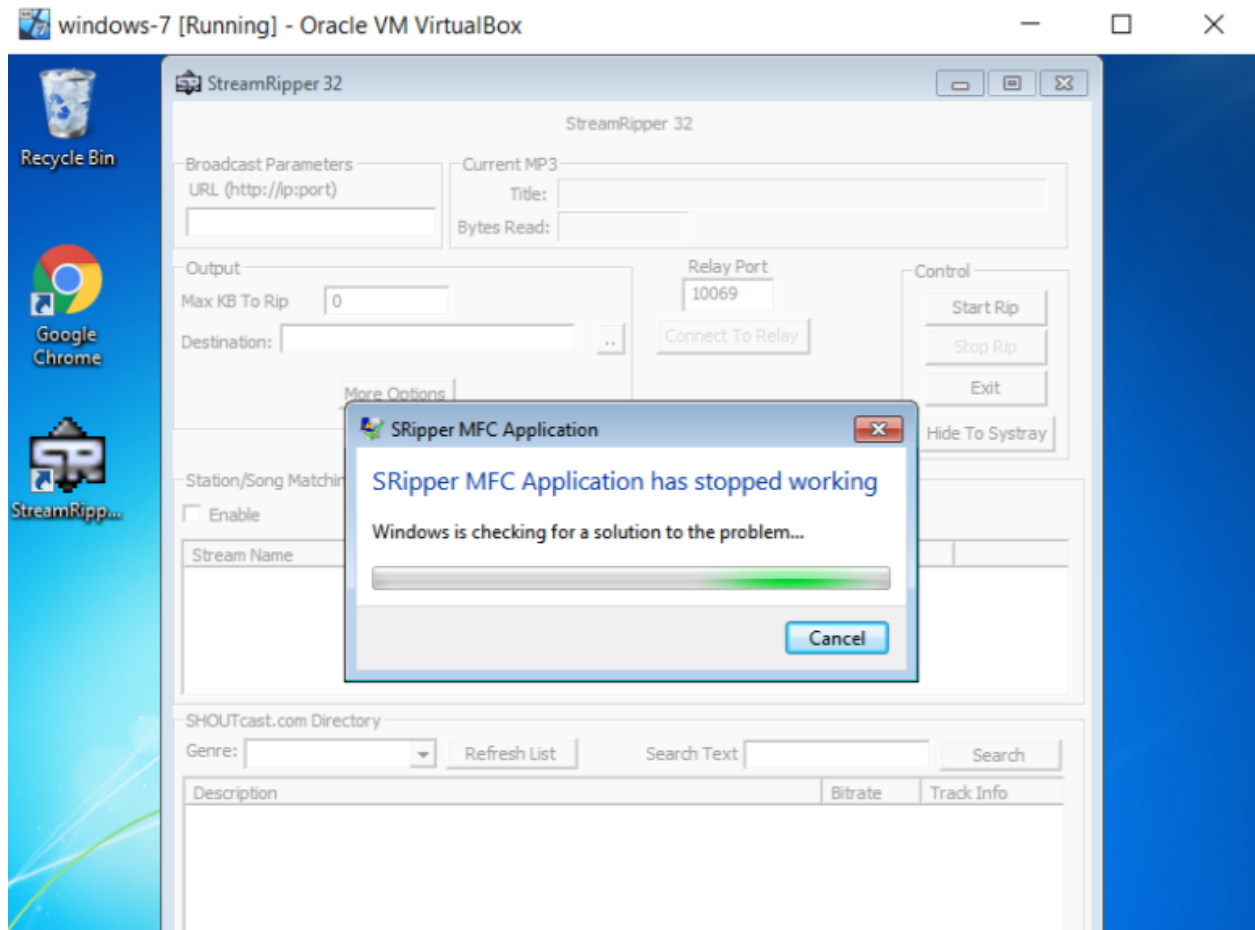 windows-7 [Running] - Oracle VM VirtualBox
StreamRipper 32
StreamRipper 32
Recycle Bin
Broadcast Parameters
URL (http://ip:port)
Current MP3
Title:
Bytes Read:
Output
Max KB To Rip 0
Destination: ..
More Options
Relay Port
10069
Connect To Relay
Control
Start Rip
Stop Rip
Exit
Hide To Systray
Google
Chrome
StreamRipp...
SRipper MFC Application
SRipper MFC Application has stopped working
Windows is checking for a solution to the problem...
Cancel
Station/Song Matchin
Enable
Stream Name
SHOUTcast.com Directory
Genre: Refresh List Search Text Search
Description Bitrate Track Info